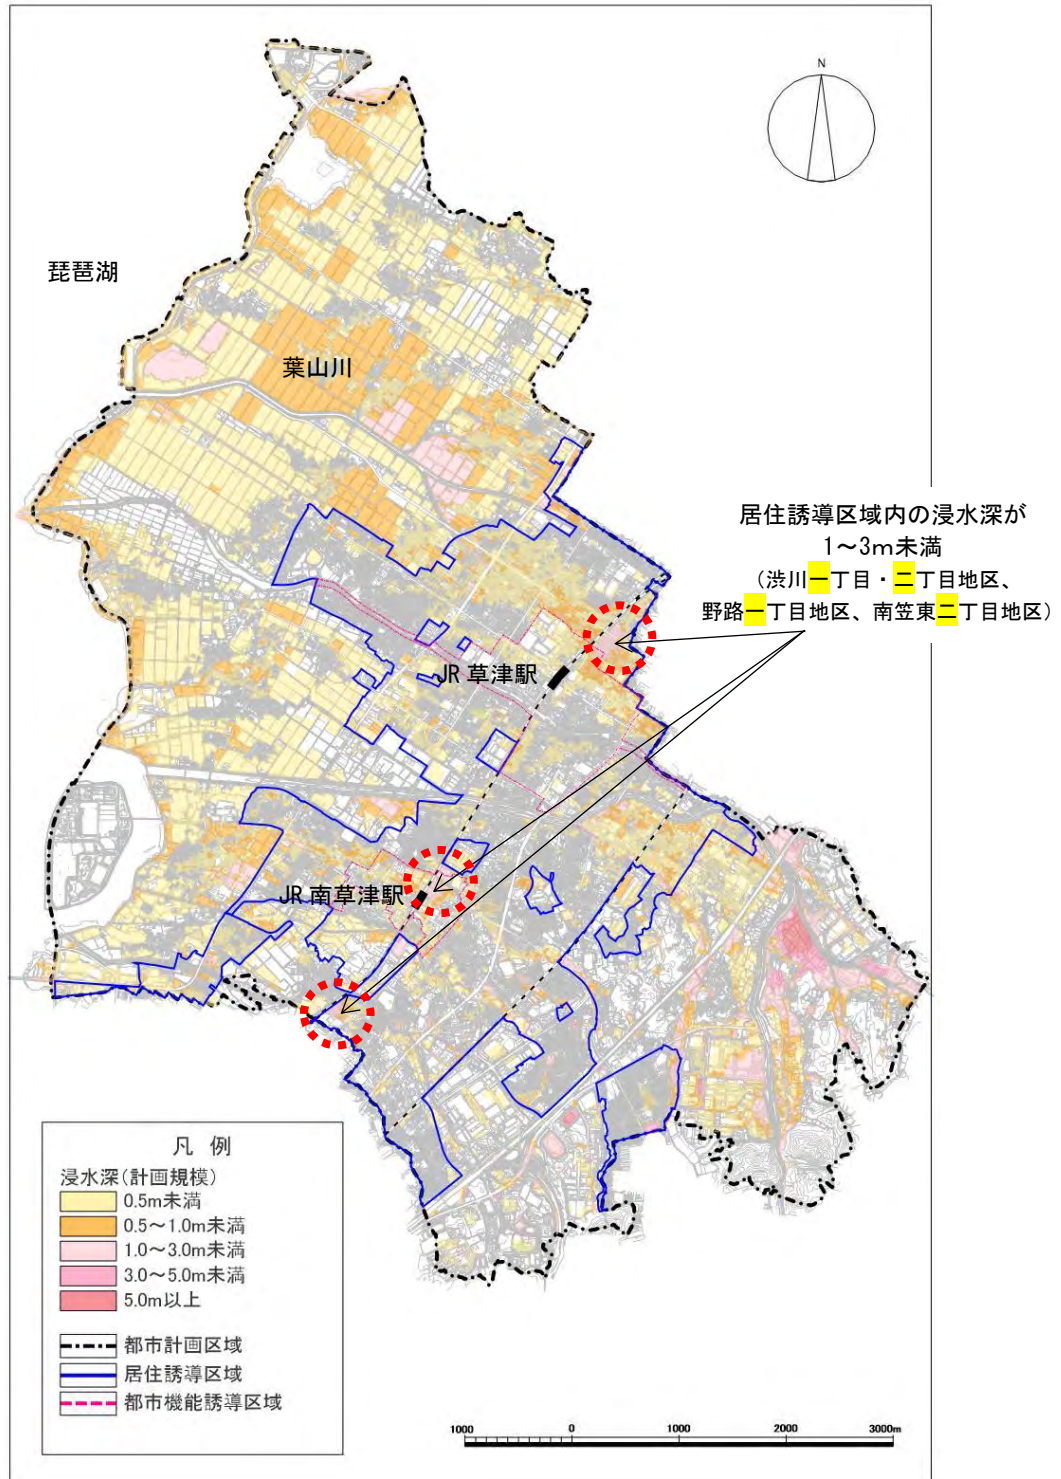 N
琵琶湖
葉山川
居住誘導区域内の浸水深が
1～3ｍ未満
（渋川一丁目・二丁目地区、
野路一丁目地区、南笠東二丁目地区）
JR 草津駅
JR 南草津駅
凡 例
浸水深(計画規模)
0.5m未満
0.5～1.0m未満
1.0～3.0m未満
3.0～5.0m未満
5.0m以上
都市計画区域
居住誘導区域
都市機能誘導区域
1000 0 1000 2000 3000m